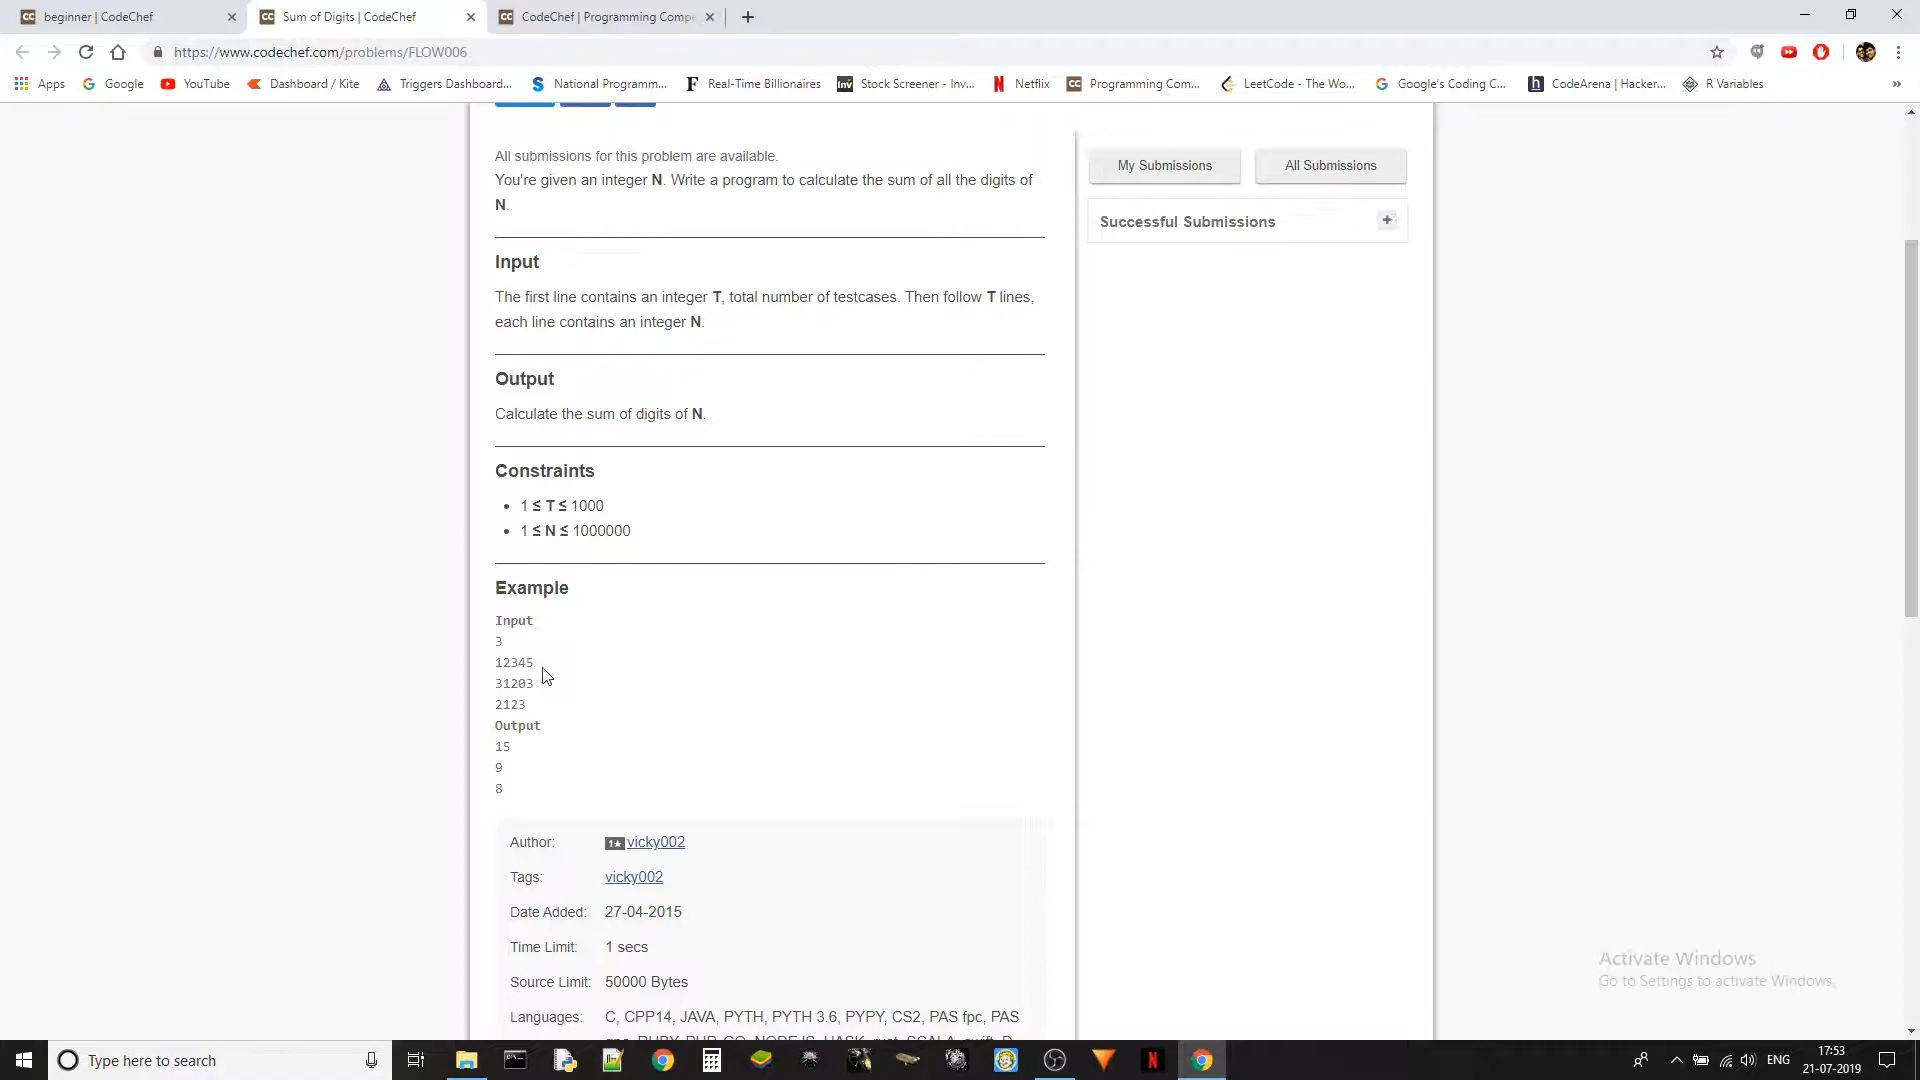 beginner | CodeChef
Sum of Digits | CodeChef
CodeChef | Programming Compe
https://www.codechef.com/problems/FLOW006
Apps
Google
YouTube
Dashboard / Kite
Triggers Dashboard...
National Programm...
Real-Time Billionaires
Stock Screener - Inv...
Netflix
Programming Com...
LeetCode - The Wo...
Google's Coding C...
CodeArena | Hacker...
R Variables
»
All submissions for this problem are available.
You're given an integer N. Write a program to calculate the sum of all the digits of
N.
My Submissions
All Submissions
Successful Submissions
+
Input
The first line contains an integer T, total number of testcases. Then follow T lines,
each line contains an integer N.
Output
Calculate the sum of digits of N.
Constraints
• 1 ≤ T ≤ 1000
• 1 ≤ N ≤ 1000000
Example
Input
3
12345
31203
2123
Output
15
9
8
Author: 1★ vicky002
Tags: vicky002
Date Added: 27-04-2015
Time Limit: 1 secs
Source Limit: 50000 Bytes
Languages: C, CPP14, JAVA, PYTH, PYTH 3.6, PYPY, CS2, PAS fpc, PAS
Activate Windows
Go to Settings to activate Windows.
Type here to search
ENG
17:53
21-07-2019